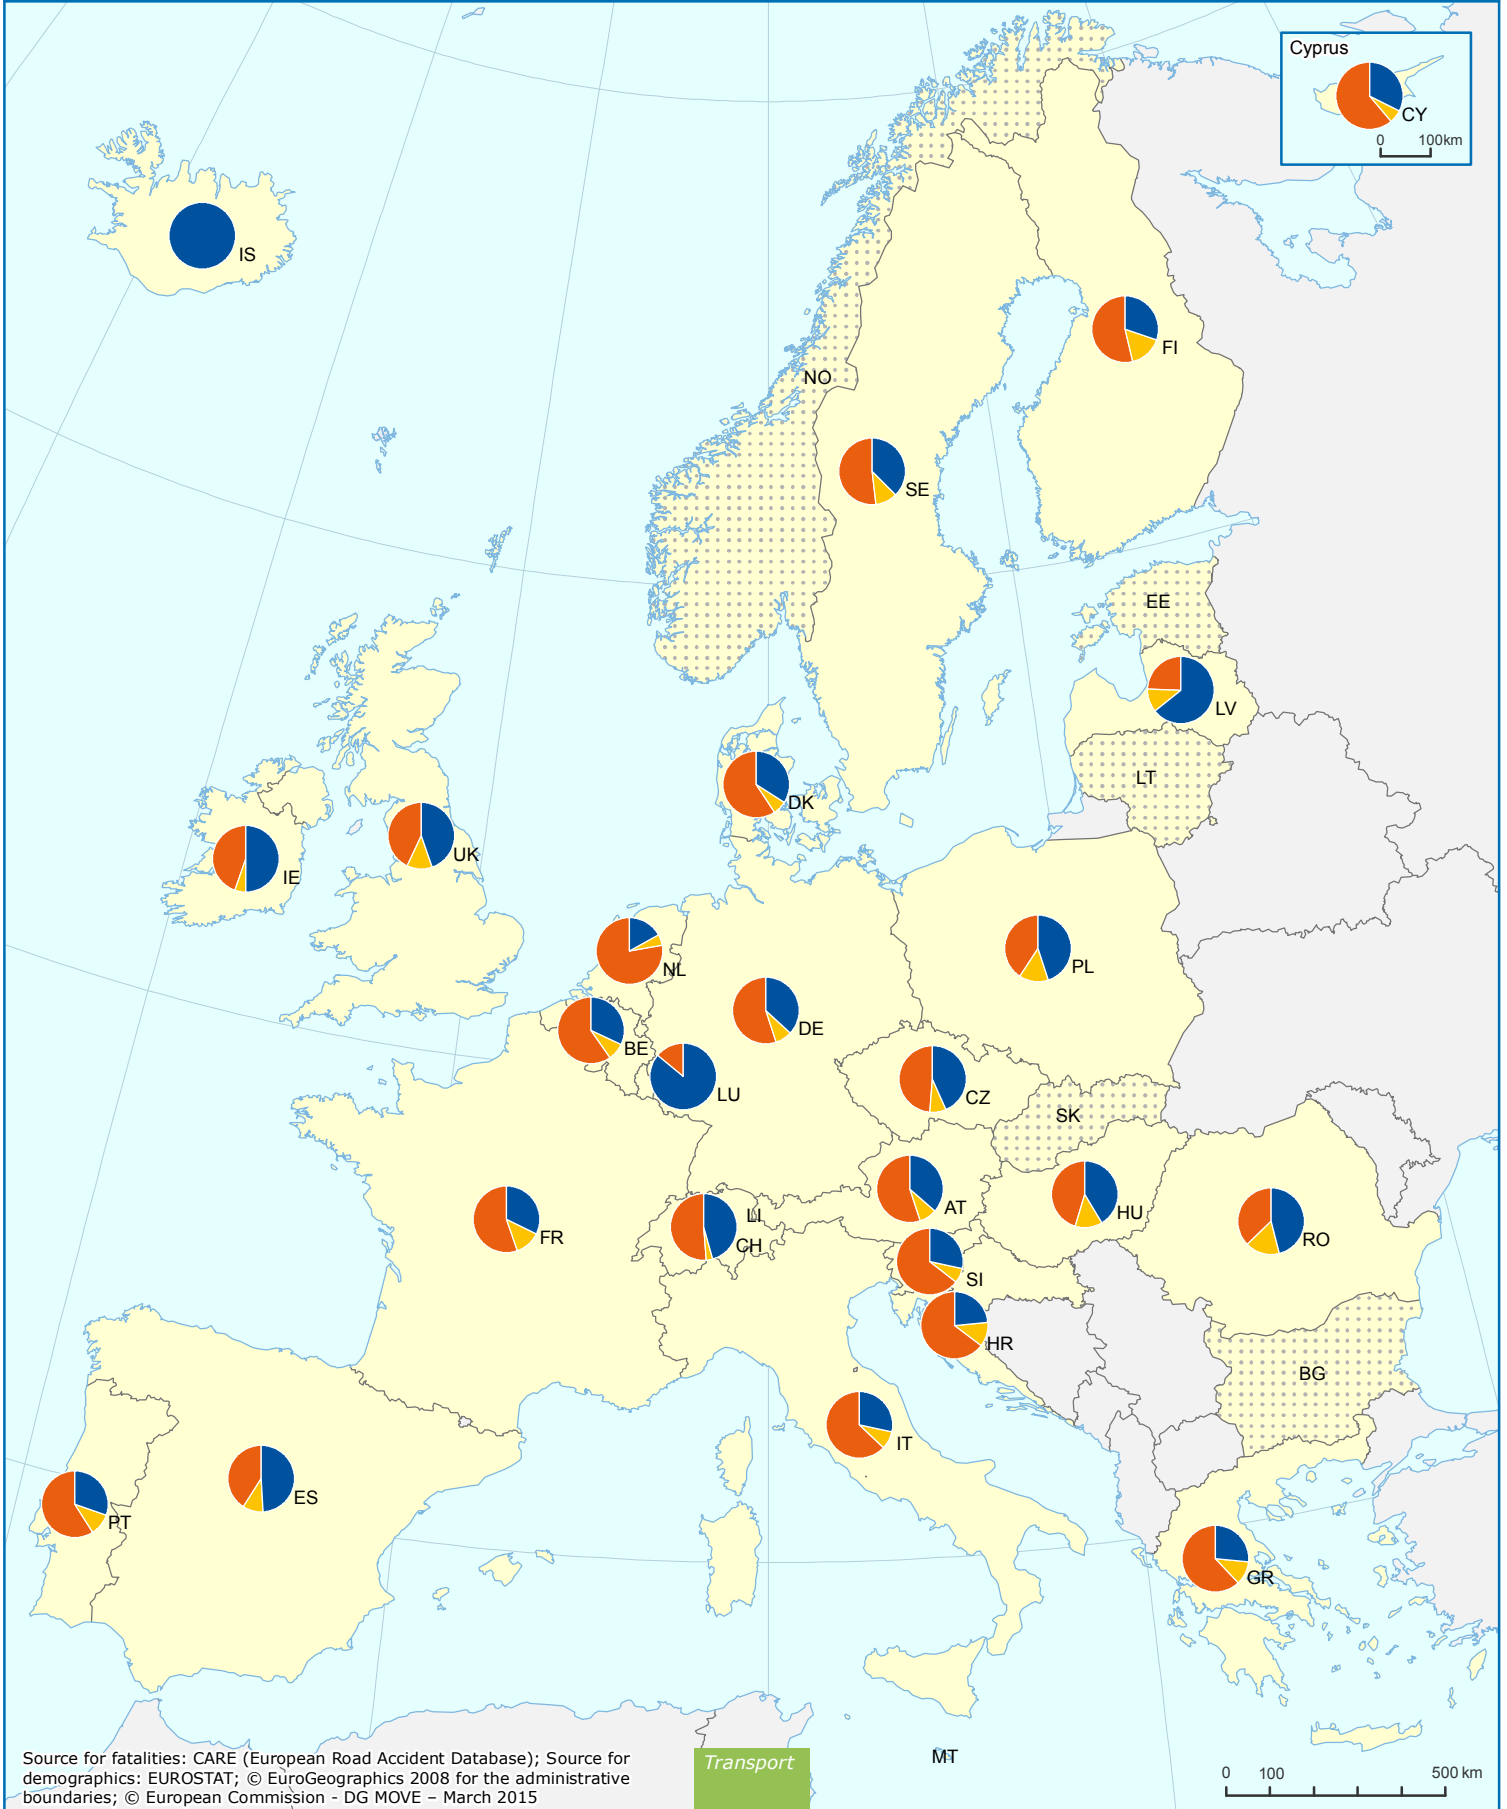 Cyprus
CY
0 100km
IS
FI
NO
SE
EE
LV
LT
DK
UK
IE
NL
PL
DE
BE
LU
CZ
SK
AT
HU
LI
CH
FR
RO
SI
HR
BG
IT
ES
PT
GR
MT
Source for fatalities: CARE (European Road Accident Database); Source for
demographics: EUROSTAT; © EuroGeographics 2008 for the administrative
boundaries; © European Commission - DG MOVE – March 2015
Transport
0 100 500 km